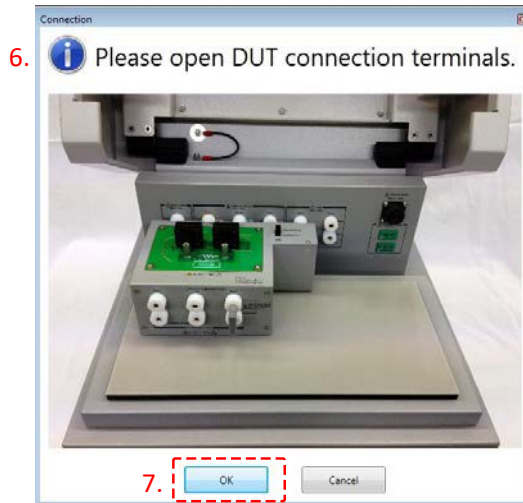 Connection
6.
Please open DUT connection terminals.
7.
OK
Cancel